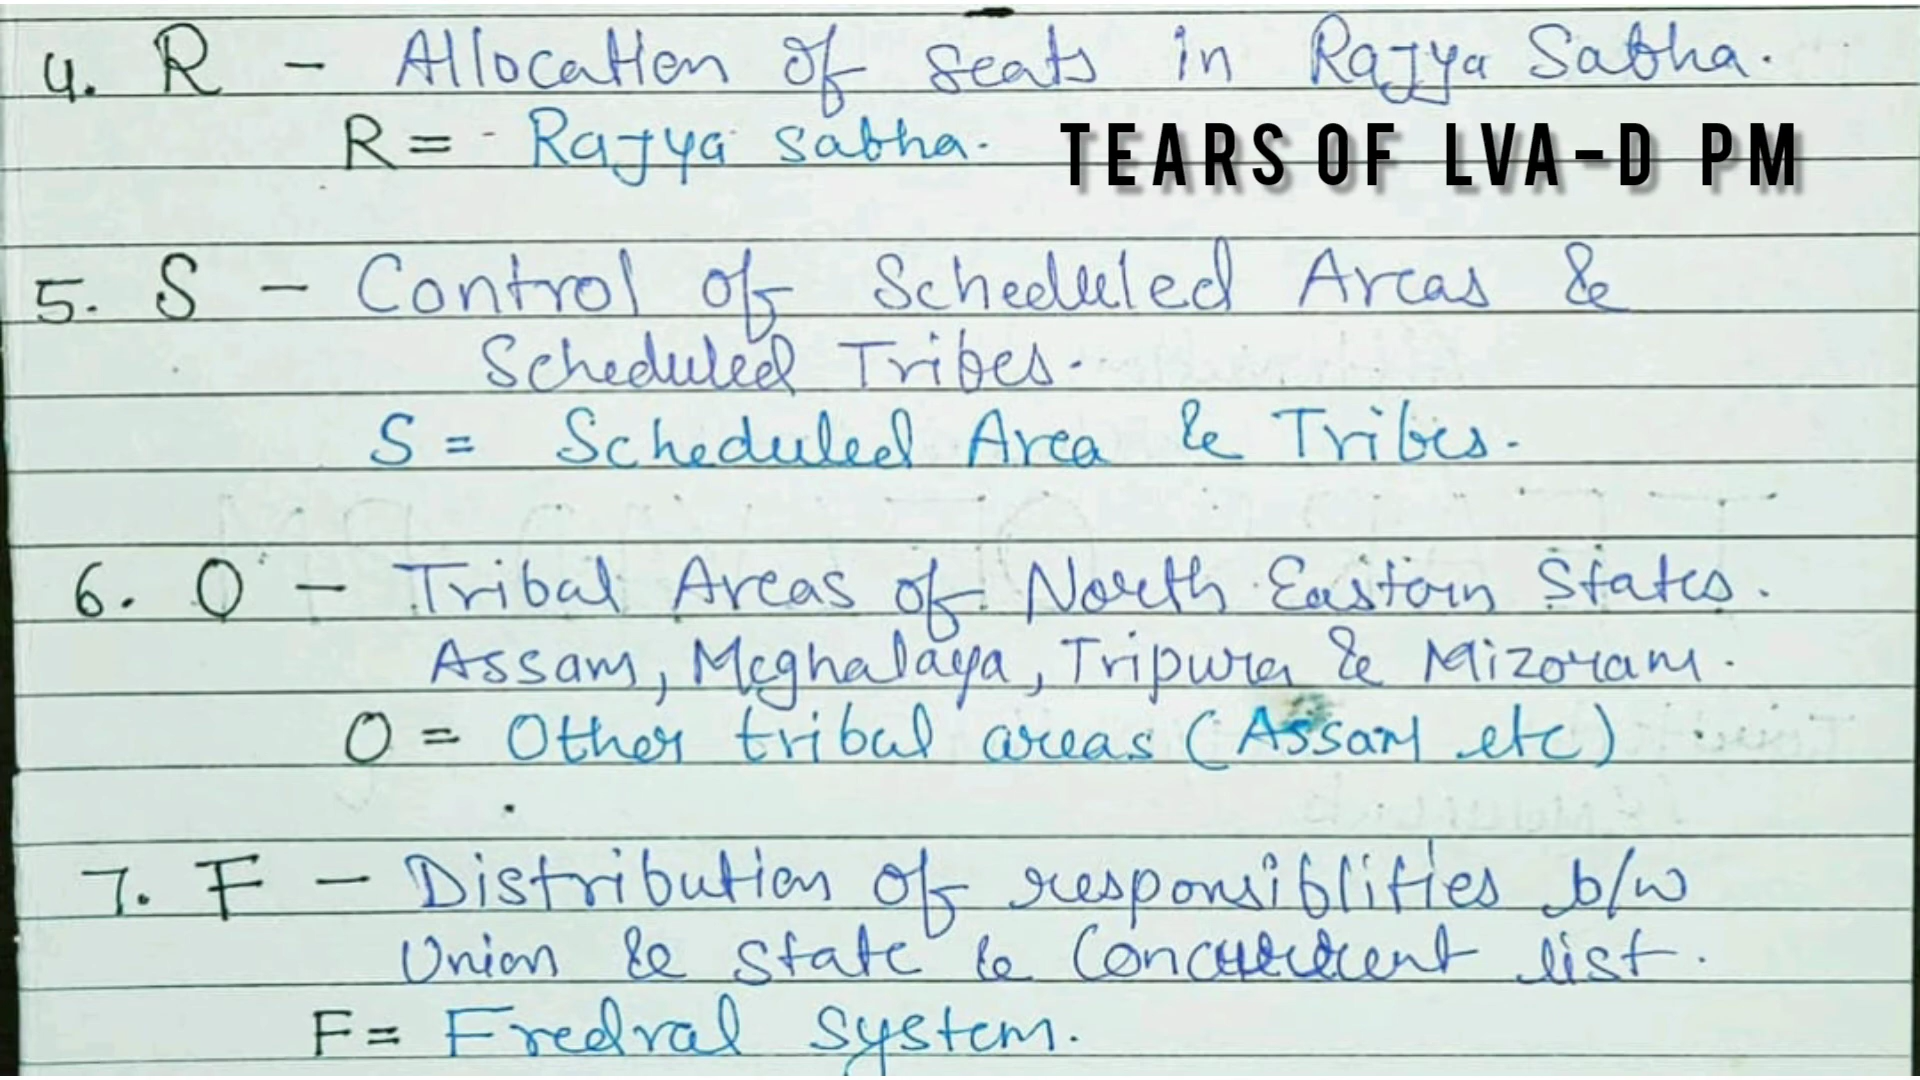 4. R - Allocation of seats in Rajya Sabha.
R = - Rajya Sabha.
TEARS OF LVA-D PM
5. S - Control of Scheduled Areas &
Scheduled Tribes.
S = Scheduled Area & Tribes.
6. O - Tribal Areas of North Eastern States.
Assam, Meghalaya, Tripura & Mizoram.
O = Other tribal areas (Assam etc)
7. F - Distribution of responsiblities b/w
Union & state & Concurrent list.
F = Fredral system.